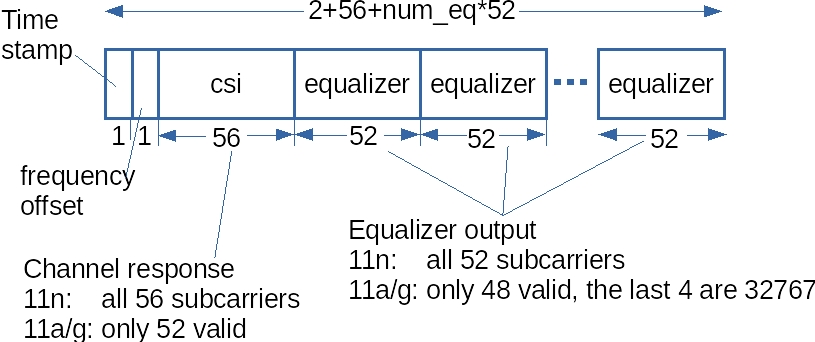 2+56+num_eq*52
Time
stamp
csi
equalizer
equalizer
equalizer
1
1
56
52
52
52
frequency
offset
Equalizer output
11n: all 52 subcarriers
11a/g: only 48 valid, the last 4 are 32767
Channel response
11n: all 56 subcarriers
11a/g: only 52 valid